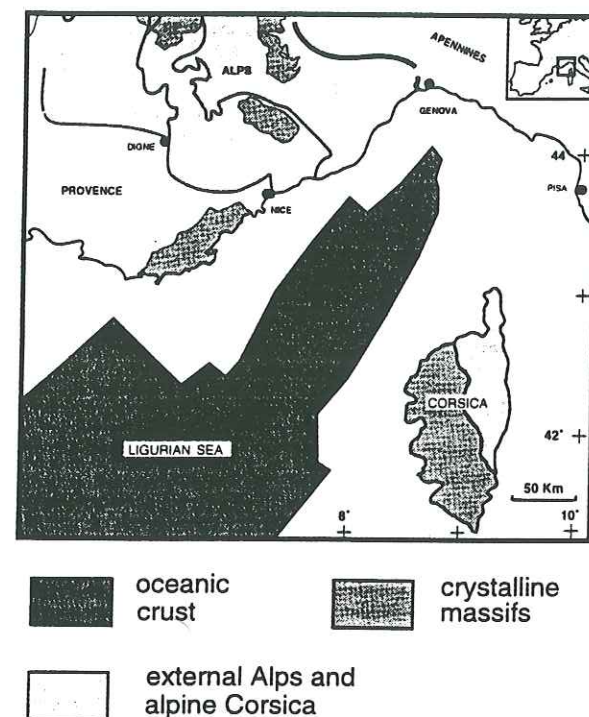 APENNINES
ALPS
GENOVA
DIGNE
44
PROVENCE
PISA
NICE
CORSICA
LIGURIAN SEA
42°
50 Km
8°
10°
oceanic
crust
crystalline
massifs
external Alps and
alpine Corsica